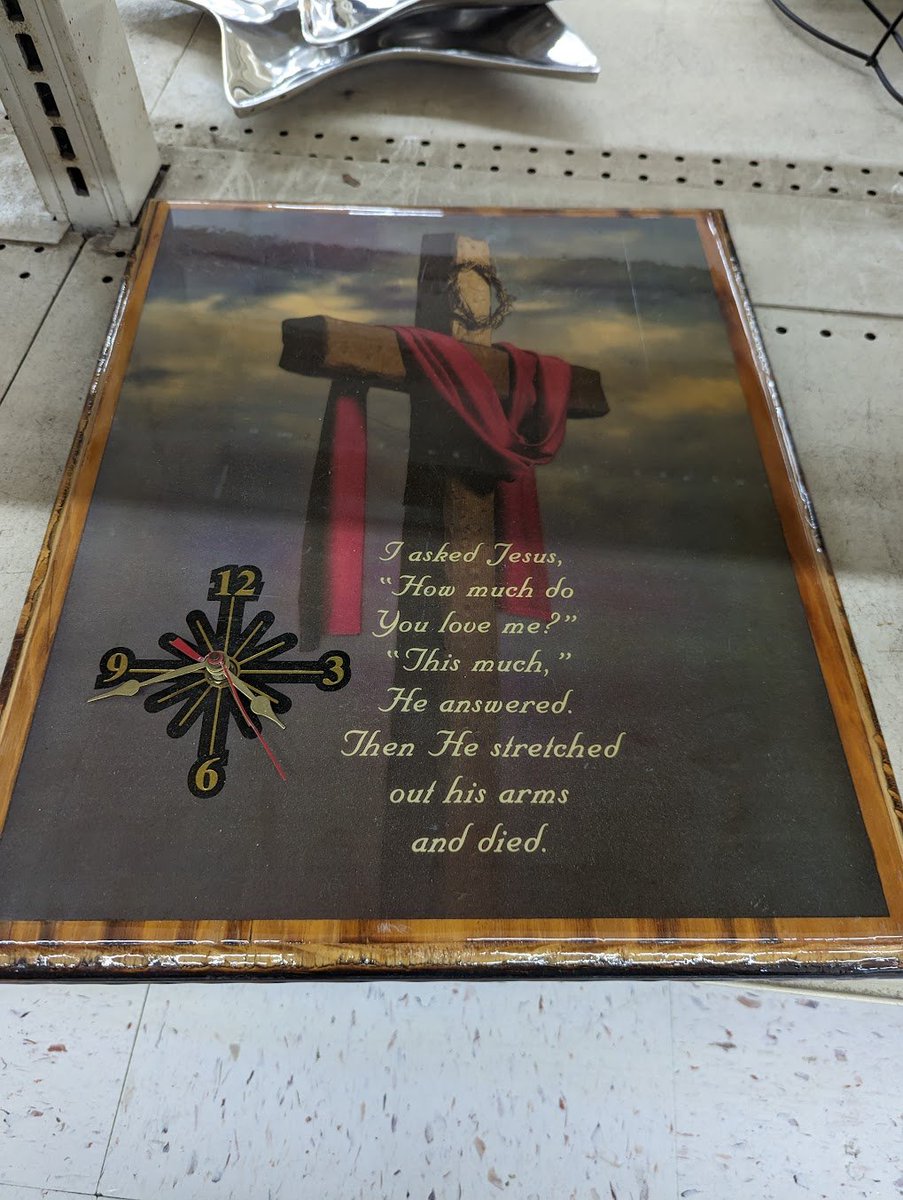 I asked Jesus,
“How much do
You love me?”
“This much,”
He answered.
Then He stretched
out his arms
and died.
12
9 3
6